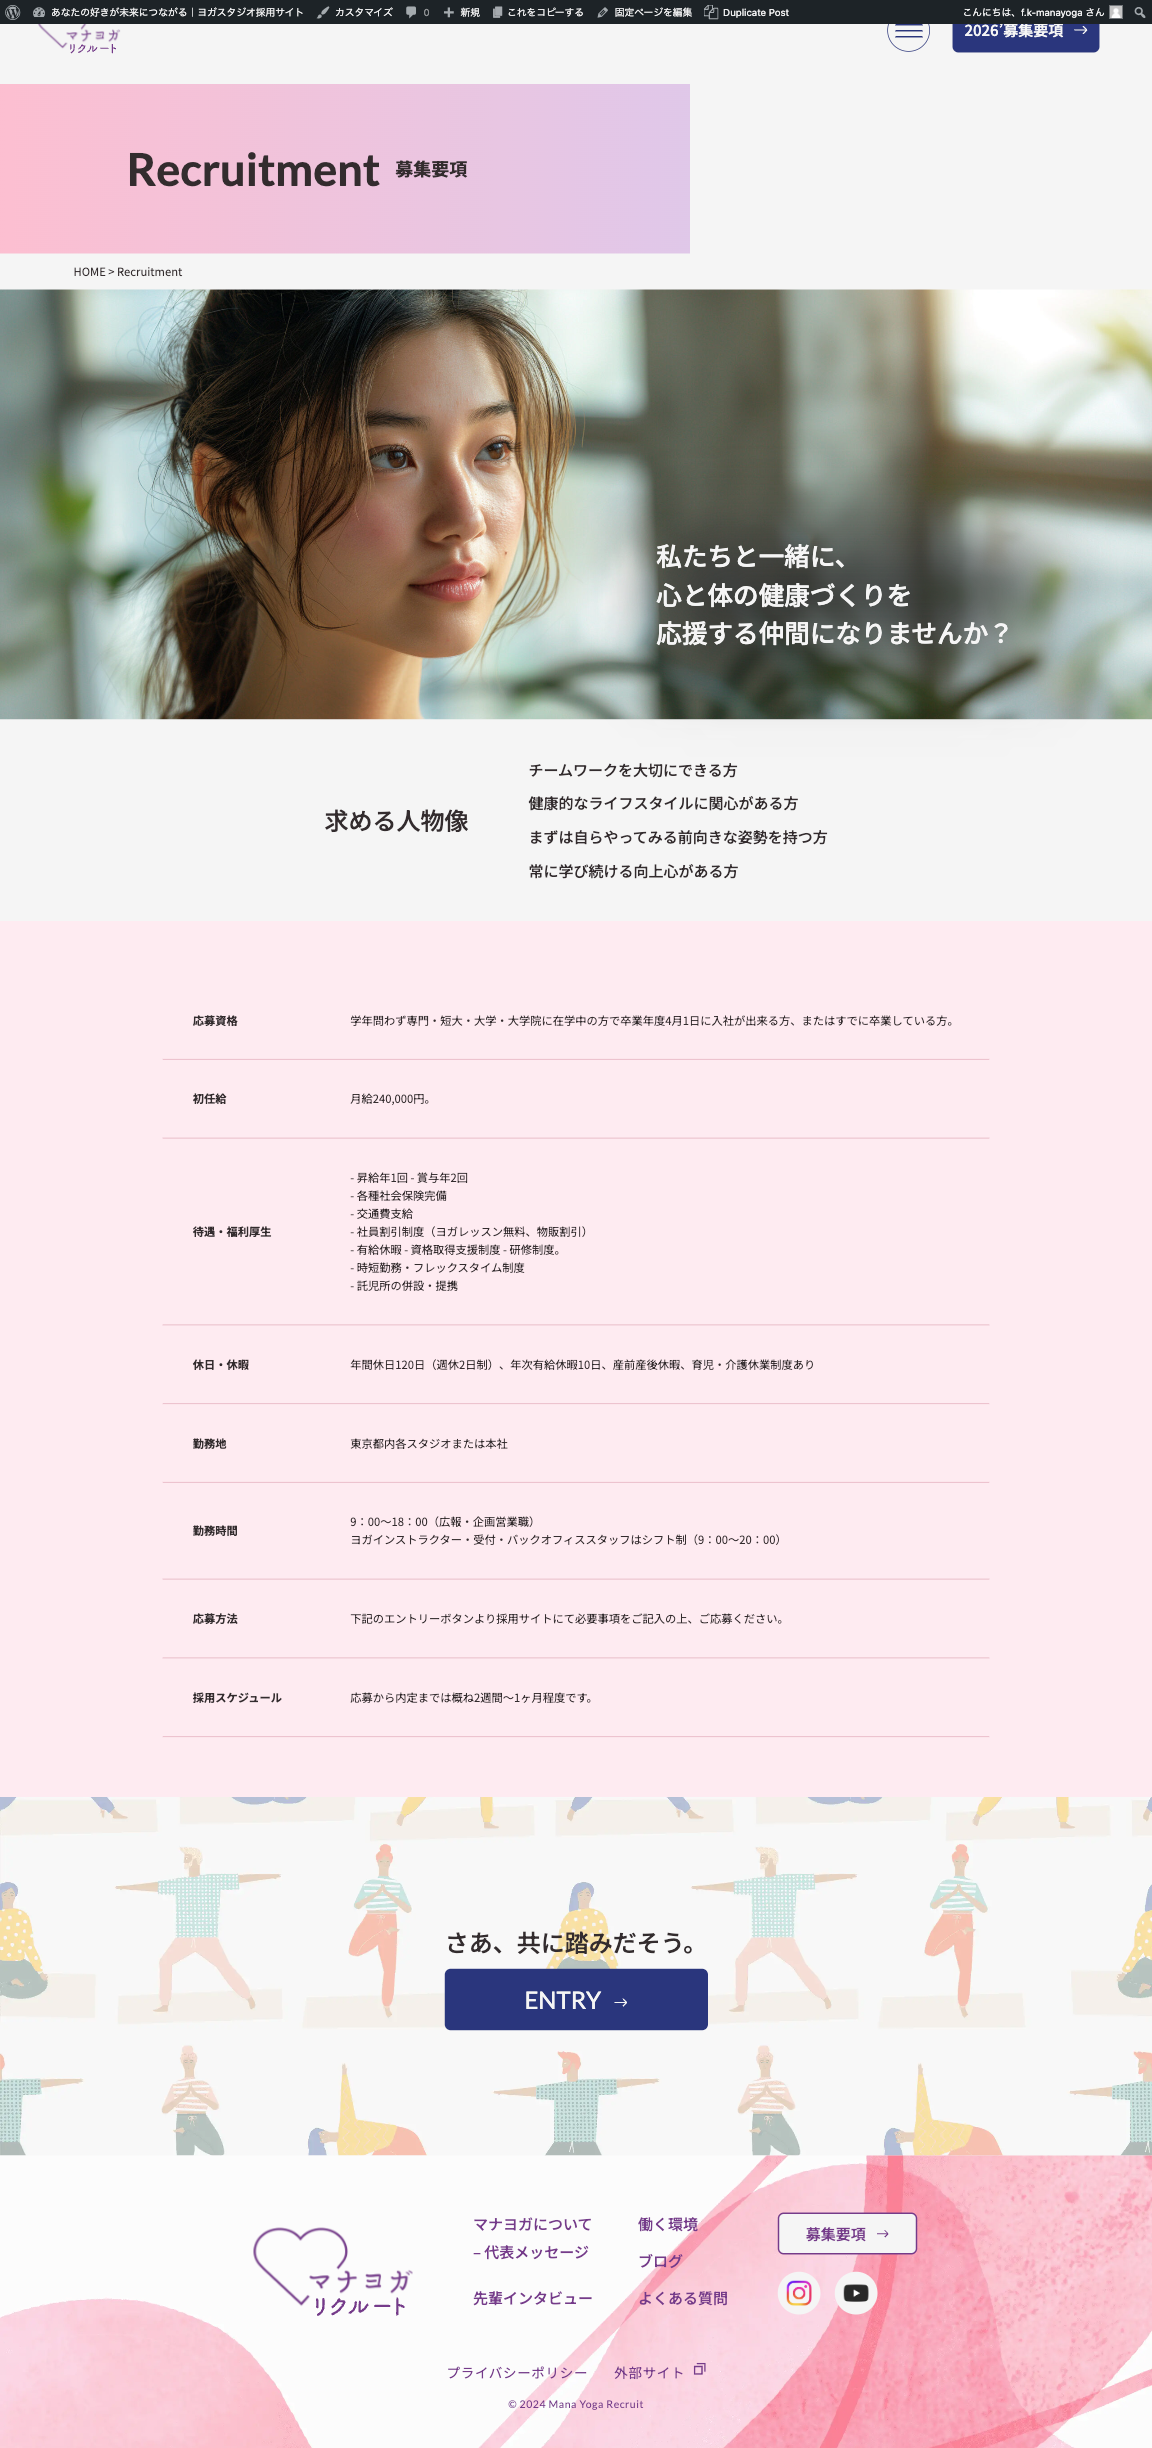 あなたの好きが未来につながる｜ヨガスタジオ採用サイト カスタマイズ 0 新規 これをコピーする 固定ページを編集 Duplicate Post こんにちは、f.k-manayoga さん
マナヨガ
リクルート
2026’募集要項 →
Recruitment 募集要項
HOME > Recruitment
私たちと一緒に、
心と体の健康づくりを
応援する仲間になりませんか？
求める人物像
チームワークを大切にできる方
健康的なライフスタイルに関心がある方
まずは自らやってみる前向きな姿勢を持つ方
常に学び続ける向上心がある方
応募資格 学年問わず専門・短大・大学・大学院に在学中の方で卒業年度4月1日に入社が出来る方、またはすでに卒業している方。
初任給 月給240,000円。
待遇・福利厚生
- 昇給年1回 - 賞与年2回
- 各種社会保険完備
- 交通費支給
- 社員割引制度（ヨガレッスン無料、物販割引）
- 有給休暇 - 資格取得支援制度 - 研修制度。
- 時短勤務・フレックスタイム制度
- 託児所の併設・提携
休日・休暇 年間休日120日（週休2日制）、年次有給休暇10日、産前産後休暇、育児・介護休業制度あり
勤務地 東京都内各スタジオまたは本社
勤務時間
9：00〜18：00（広報・企画営業職）
ヨガインストラクター・受付・バックオフィススタッフはシフト制（9：00〜20：00）
応募方法 下記のエントリーボタンより採用サイトにて必要事項をご記入の上、ご応募ください。
採用スケジュール 応募から内定までは概ね2週間〜1ヶ月程度です。
さあ、共に踏みだそう。
ENTRY →
マナヨガ
リクルート
マナヨガについて
– 代表メッセージ
先輩インタビュー
働く環境
ブログ
よくある質問
募集要項 →
プライバシーポリシー 外部サイト
© 2024 Mana Yoga Recruit